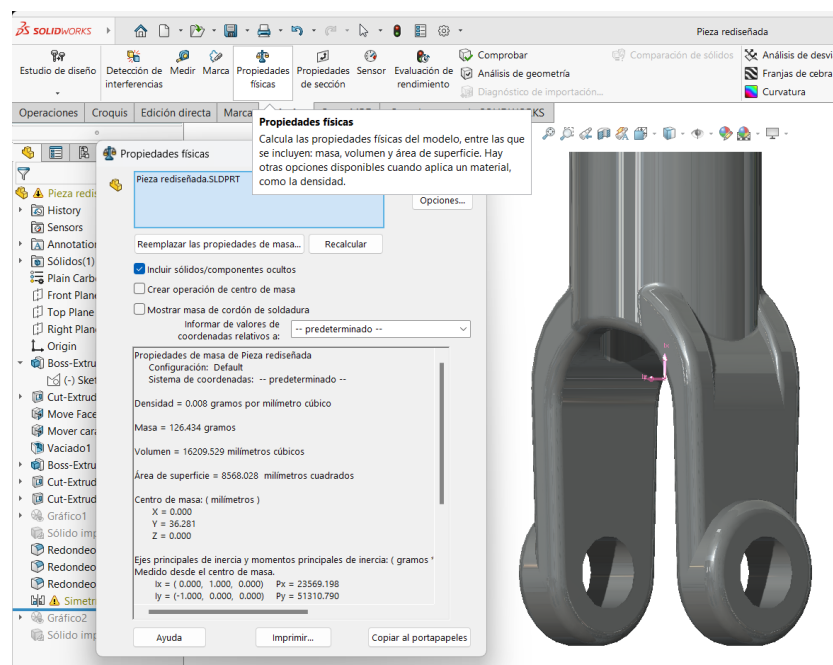 SOLIDWORKS
Pieza rediseñada
Estudio de diseño
Detección de interferencias
Medir
Marca
Propiedades físicas
Propiedades de sección
Sensor
Evaluación de rendimiento
Comprobar
Análisis de geometría
Diagnóstico de importación...
Comparación de sólidos
Análisis de desvi
Franjas de cebra
Curvatura
Operaciones
Croquis
Edición directa
Marca
KS
Propiedades físicas
Calcula las propiedades físicas del modelo, entre las que
se incluyen: masa, volumen y área de superficie. Hay
otras opciones disponibles cuando aplica un material,
como la densidad.
Pieza redis
History
Sensors
Annotatio
Sólidos(1)
Plain Carb
Front Plane
Top Plane
Right Plan
Origin
Boss-Extru
(-) Sket
Cut-Extrud
Move Face
Mover cara
Vaciado1
Boss-Extru
Cut-Extrud
Cut-Extrud
Gráfico1
Sólido imp
Redondeo
Redondeo
Redondeo
Simetr
Gráfico2
Sólido imp
Propiedades físicas
Pieza rediseñada.SLDPRT
Opciones...
Reemplazar las propiedades de masa...
Recalcular
Incluir sólidos/componentes ocultos
Crear operación de centro de masa
Mostrar masa de cordón de soldadura
Informar de valores de
coordenadas relativos a:
-- predeterminado --
Propiedades de masa de Pieza rediseñada
Configuración: Default
Sistema de coordenadas: -- predeterminado --
Densidad = 0.008 gramos por milímetro cúbico
Masa = 126.434 gramos
Volumen = 16209.529 milímetros cúbicos
Área de superficie = 8568.028 milímetros cuadrados
Centro de masa: ( milímetros )
X = 0.000
Y = 36.281
Z = 0.000
Ejes principales de inercia y momentos principales de inercia: ( gramos *
Medido desde el centro de masa.
Ix = ( 0.000, 1.000, 0.000) Px = 23569.198
Iy = (-1.000, 0.000, 0.000) Py = 51310.790
Ayuda
Imprimir...
Copiar al portapapeles